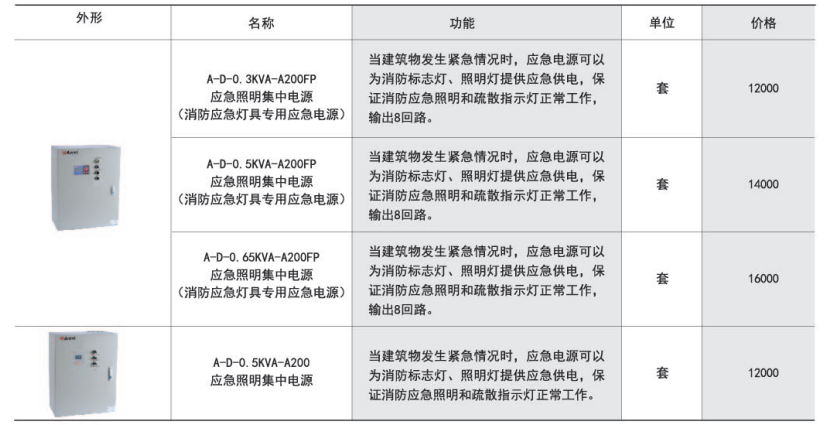 外形 名称 功能 单位 价格
A-D-0.3KVA-A200FP
应急照明集中电源
（消防应急灯具专用应急电源）
当建筑物发生紧急情况时，应急电源可以
为消防标志灯、照明灯提供应急供电，保
证消防应急照明和疏散指示灯正常工作，
输出8回路。
套
12000
A-D-0.5KVA-A200FP
应急照明集中电源
（消防应急灯具专用应急电源）
当建筑物发生紧急情况时，应急电源可以
为消防标志灯、照明灯提供应急供电，保
证消防应急照明和疏散指示灯正常工作，
输出8回路。
套
14000
A-D-0.65KVA-A200FP
应急照明集中电源
（消防应急灯具专用应急电源）
当建筑物发生紧急情况时，应急电源可以
为消防标志灯、照明灯提供应急供电，保
证消防应急照明和疏散指示灯正常工作，
输出8回路。
套
16000
A-D-0.5KVA-A200
应急照明集中电源
当建筑物发生紧急情况时，应急电源可以
为消防标志灯、照明灯提供应急供电，保
证消防应急照明和疏散指示灯正常工作。
套
12000